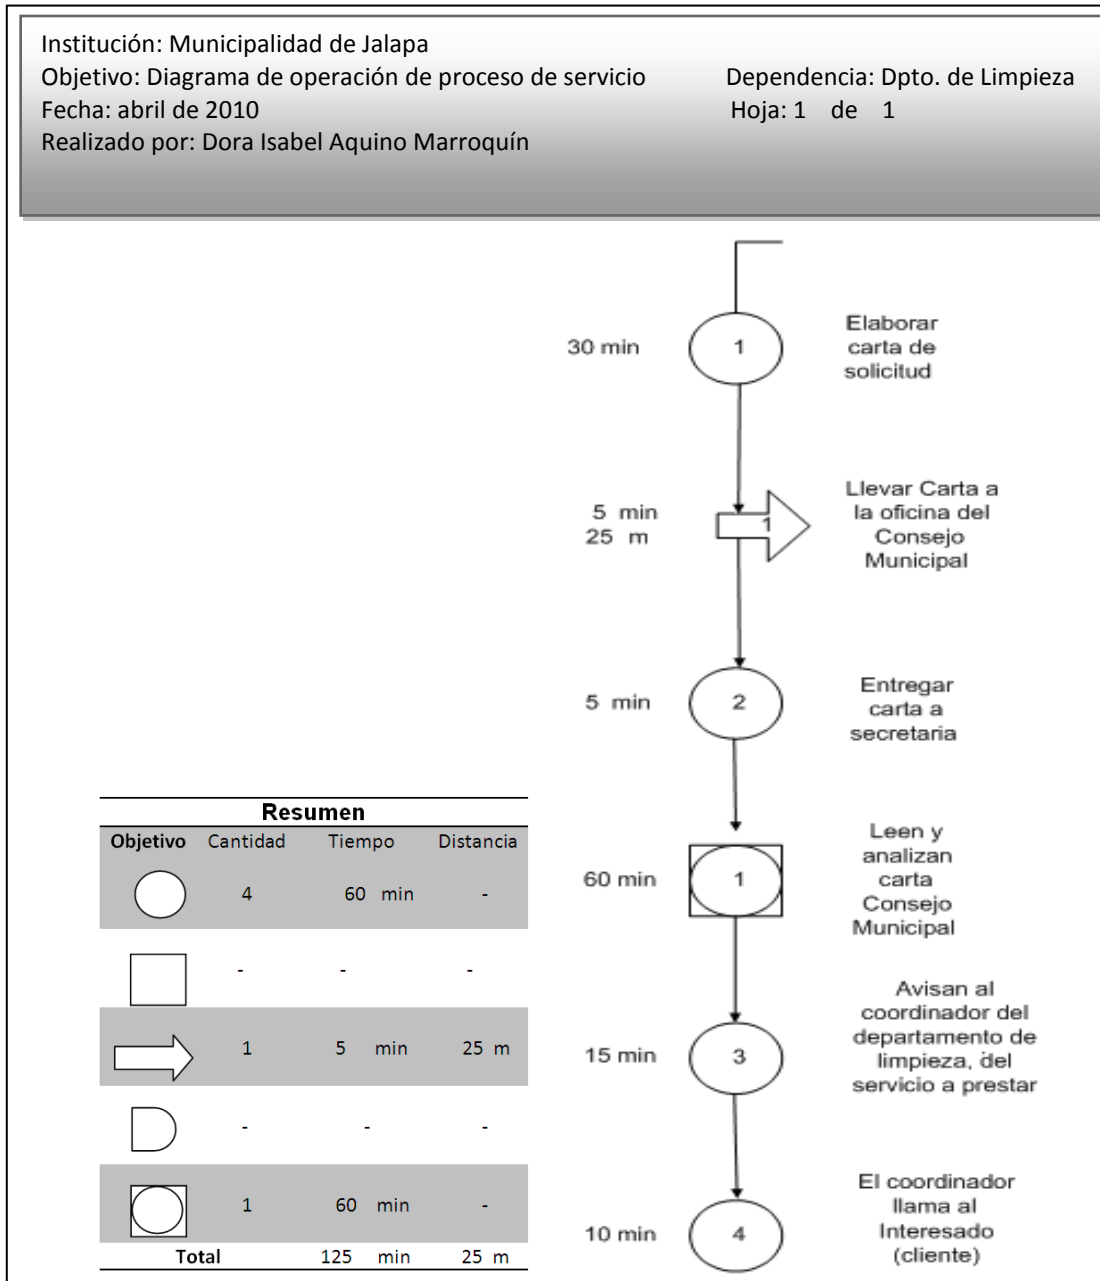 Institución: Municipalidad de Jalapa
Objetivo: Diagrama de operación de proceso de servicio Dependencia: Dpto. de Limpieza
Fecha: abril de 2010 Hoja: 1 de 1
Realizado por: Dora Isabel Aquino Marroquín
30 min
1
Elaborar
carta de
solicitud
5 min
25 m
1
Llevar Carta a
la oficina del
Consejo
Municipal
5 min
2
Entregar
carta a
secretaria
60 min
1
Leen y
analizan
carta
Consejo
Municipal
15 min
3
Avisan al
coordinador del
departamento de
limpieza, del
servicio a prestar
10 min
4
El coordinador
llama al
Interesado
(cliente)
Resumen
Objetivo Cantidad Tiempo Distancia
4 60 min -
- - -
1 5 min 25 m
- - -
1 60 min -
Total 125 min 25 m